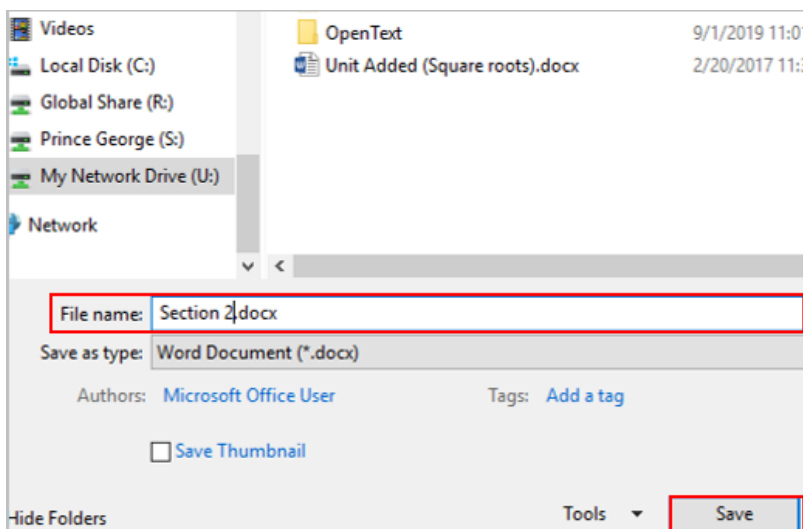 Videos
OpenText 9/1/2019 11:0
Local Disk (C:) Unit Added (Square roots).docx 2/20/2017 11:
Global Share (R:)
Prince George (S:)
My Network Drive (U:)
Network
File name: Section 2.docx
Save as type: Word Document (*.docx)
Authors: Microsoft Office User Tags: Add a tag
Save Thumbnail
Hide Folders Tools Save